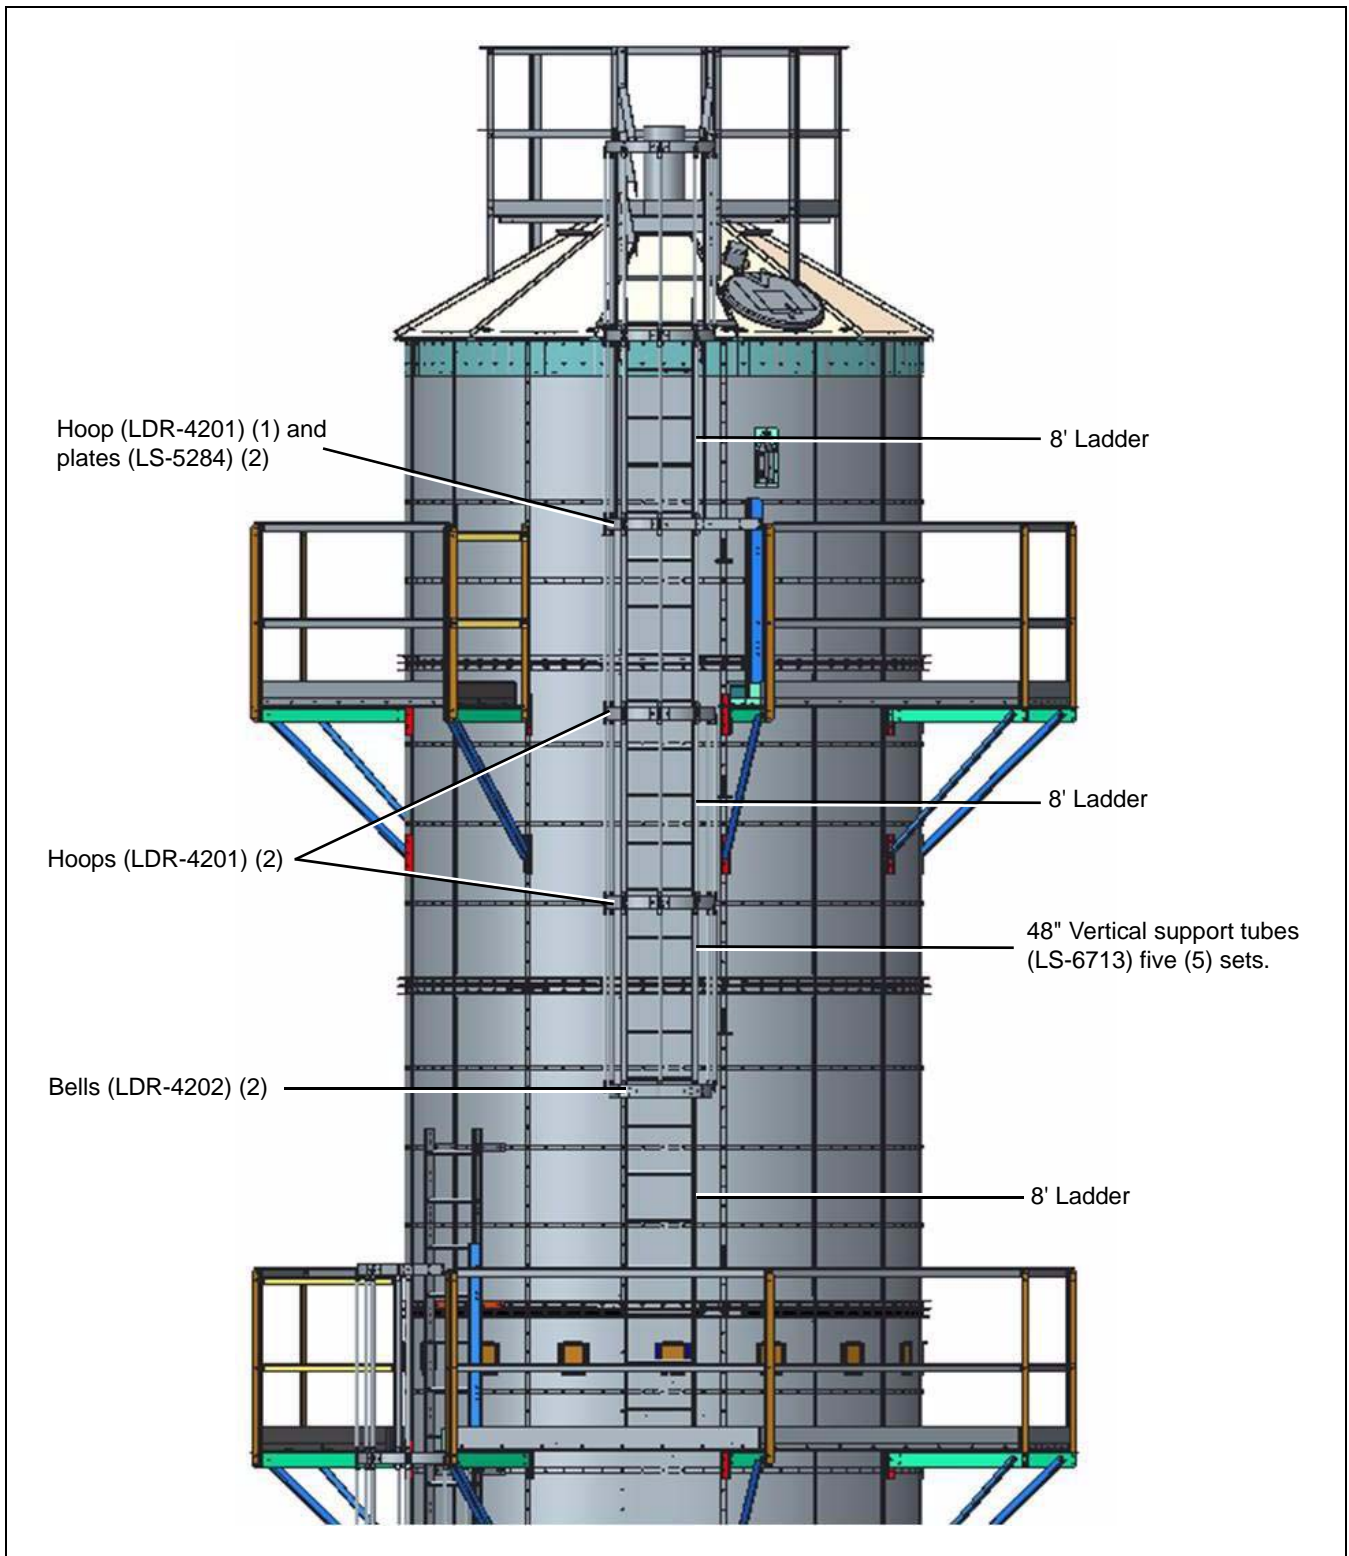 Hoop (LDR-4201) (1) and
plates (LS-5284) (2)
8' Ladder
8' Ladder
Hoops (LDR-4201) (2)
48" Vertical support tubes
(LS-6713) five (5) sets.
Bells (LDR-4202) (2)
8' Ladder